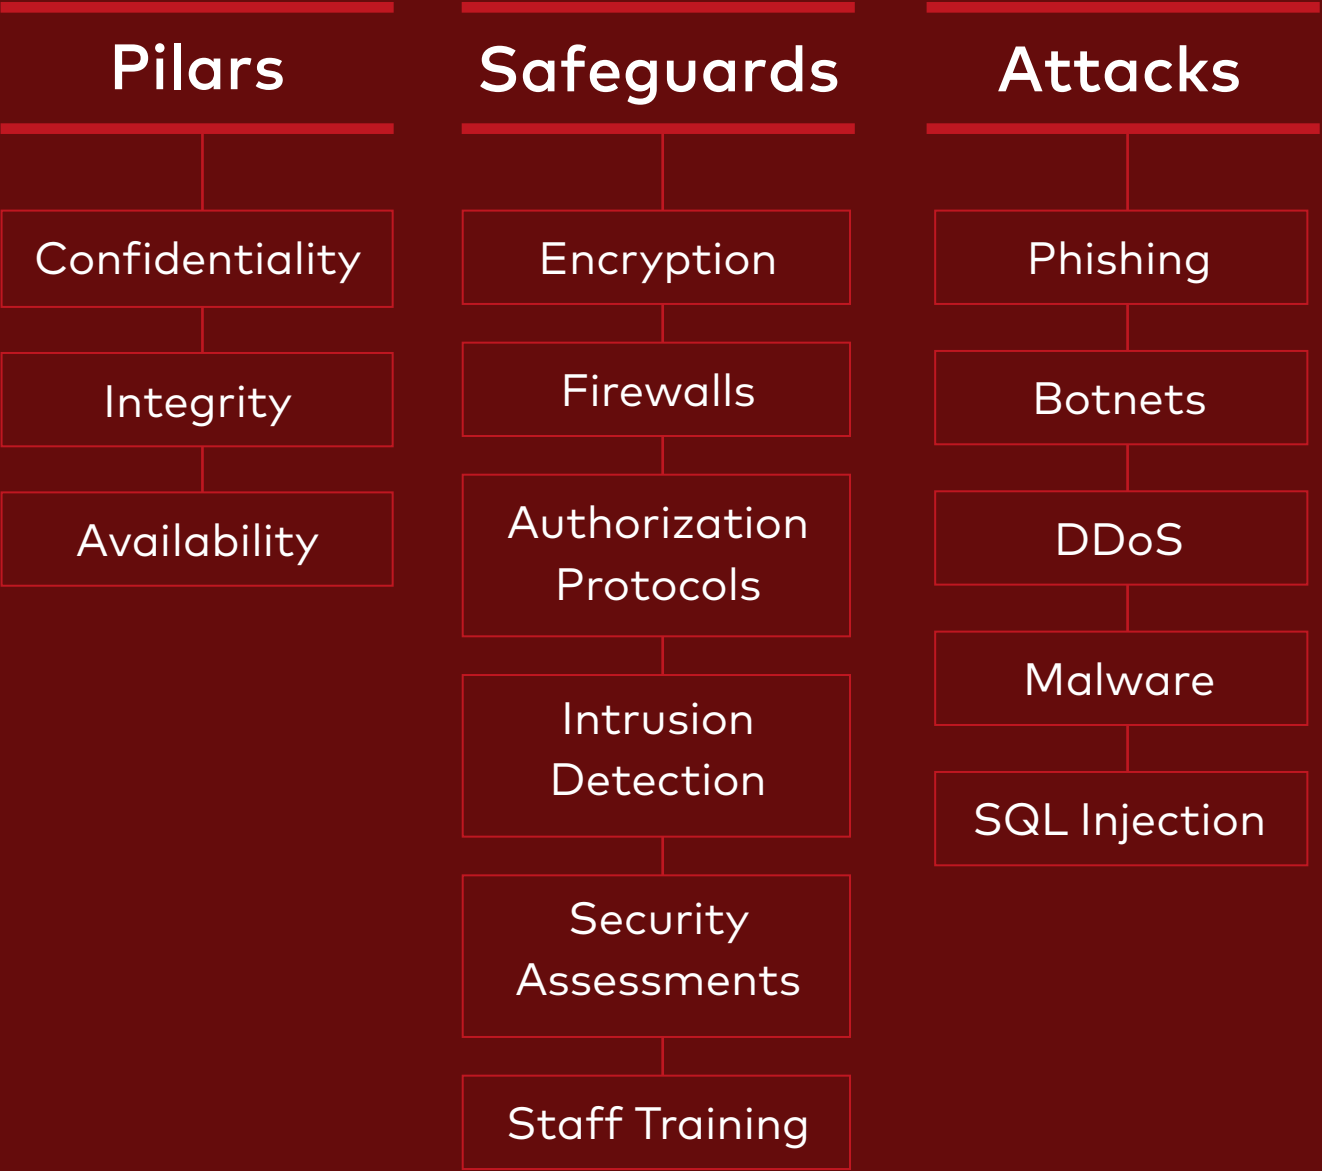 Pilars
Confidentiality
Integrity
Availability
Safeguards
Encryption
Firewalls
Authorization
Protocols
Intrusion
Detection
Security
Assessments
Staff Training
Attacks
Phishing
Botnets
DDoS
Malware
SQL Injection